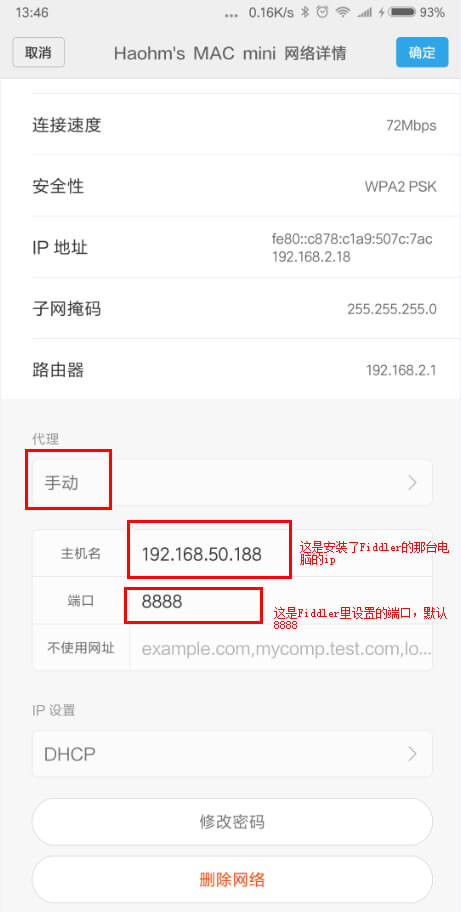 13:46
... 0.16K/s 93%
取消
Haohm's MAC mini 网络详情
确定
连接速度
72Mbps
安全性
WPA2 PSK
IP 地址
fe80::c878:c1a9:507c:7ac
192.168.2.18
子网掩码
255.255.255.0
路由器
192.168.2.1
代理
手动
主机名
192.168.50.188
这是安装了Fiddler的那台电
脑的ip
端口
8888
这是Fiddler里设置的端口，默认
8888
不使用网址
example.com,mycomp.test.com,lo...
IP 设置
DHCP
修改密码
删除网络